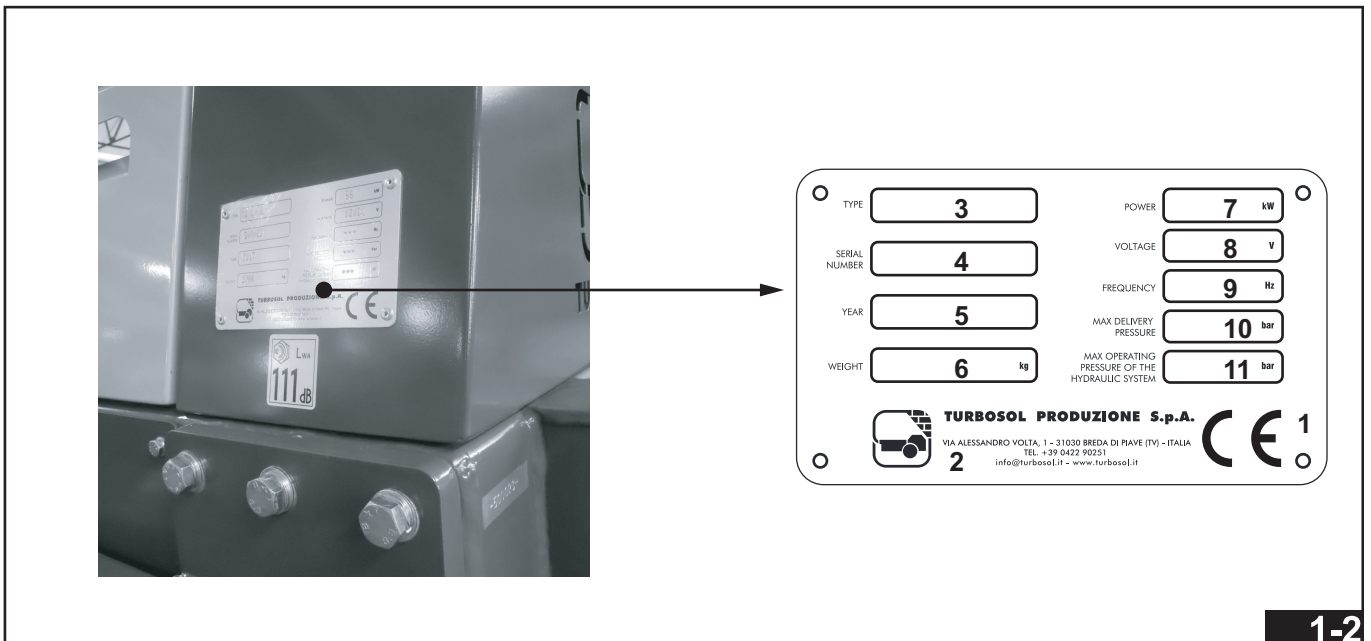 TYPE 3
SERIAL
NUMBER 4
YEAR 5
WEIGHT 6 kg
POWER 7 kW
VOLTAGE 8 V
FREQUENCY 9 Hz
MAX DELIVERY
PRESSURE 10 bar
MAX OPERATING
PRESSURE OF THE
HYDRAULIC SYSTEM 11 bar
TURBOSOL PRODUZIONE S.p.A.
VIA ALESSANDRO VOLTA, 1 - 31030 BREDA DI PIAVE (TV) - ITALIA
TEL. +39 0422 90251
info@turbosol.it - www.turbosol.it
2
CE 1
TURBOSOL PRODUZIONE S.p.A.
CE
LWA
111 dB
1-2